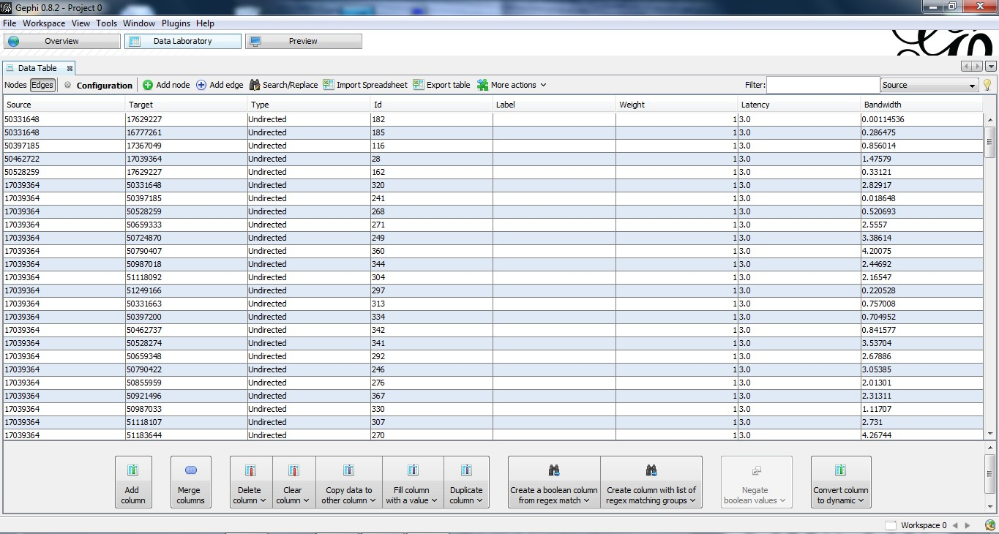 Gephi 0.8.2 - Project 0
File Workspace View Tools Window Plugins Help
Overview Data Laboratory Preview
Data Table
Nodes Edges Configuration Add node Add edge Search/Replace Import Spreadsheet Export table More actions Filter: Source
Source Target Type Id Label Weight Latency Bandwidth
50331648 17629227 Undirected 182 1 3.0 0.00114536
50331648 16777261 Undirected 185 1 3.0 0.286475
50397185 17367049 Undirected 116 1 3.0 0.856014
50462722 17039364 Undirected 28 1 3.0 1.47579
50528259 17629227 Undirected 162 1 3.0 0.33121
17039364 50331648 Undirected 320 1 3.0 2.82917
17039364 50397185 Undirected 241 1 3.0 0.018648
17039364 50528259 Undirected 268 1 3.0 0.520693
17039364 50659333 Undirected 271 1 3.0 2.5557
17039364 50724870 Undirected 249 1 3.0 3.38614
17039364 50790407 Undirected 360 1 3.0 4.20075
17039364 50987018 Undirected 344 1 3.0 2.44692
17039364 51118092 Undirected 304 1 3.0 2.16547
17039364 51249166 Undirected 297 1 3.0 0.220528
17039364 50331663 Undirected 313 1 3.0 0.757008
17039364 50397200 Undirected 334 1 3.0 0.704952
17039364 50462737 Undirected 342 1 3.0 0.841577
17039364 50528274 Undirected 341 1 3.0 3.53704
17039364 50659348 Undirected 292 1 3.0 2.67886
17039364 50790422 Undirected 246 1 3.0 3.05385
17039364 50855959 Undirected 276 1 3.0 2.01301
17039364 50921496 Undirected 367 1 3.0 2.31311
17039364 50987033 Undirected 330 1 3.0 1.11707
17039364 51118107 Undirected 307 1 3.0 2.731
17039364 51183644 Undirected 270 1 3.0 4.26744
Add Merge Delete Clear Copy data to Fill column Duplicate Create a boolean column Create column with list of Negate Convert column
column columns column column other column with a value column from regex match regex matching groups boolean values to dynamic
Workspace 0